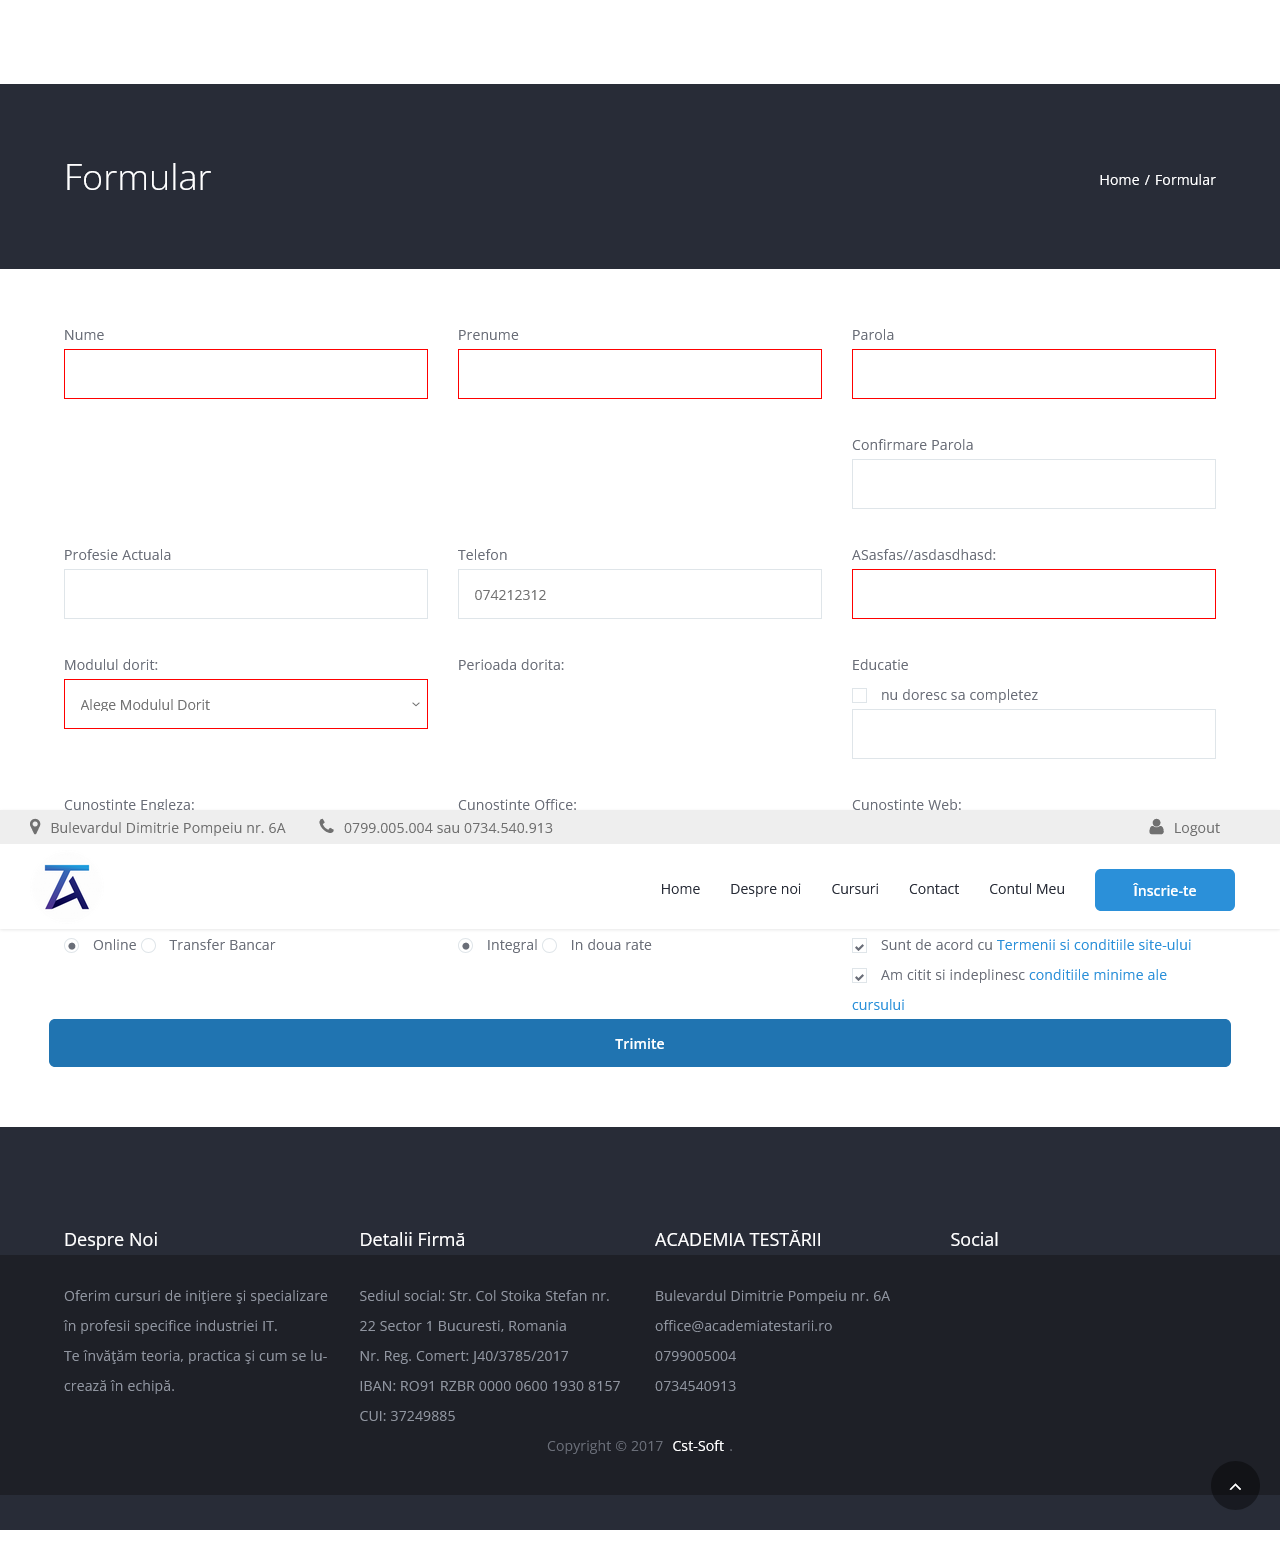 Formular
Home / Formular
Nume
Prenume
Parola
Confirmare Parola
Profesie Actuala
Telefon
ASasfas//asdasdhasd:
074212312
Modulul dorit:
Perioada dorita:
Educatie
Alege Modulul Dorit
nu doresc sa completez
Cunostinte Engleza:
Cunostinte Office:
Cunostinte Web:
Bulevardul Dimitrie Pompeiu nr. 6A
0799.005.004 sau 0734.540.913
Logout
TA
Home
Despre noi
Cursuri
Contact
Contul Meu
Înscrie-te
Online
Transfer Bancar
Integral
In doua rate
Sunt de acord cu Termenii si conditiile site-ului
Am citit si indeplinesc conditiile minime ale
cursului
Trimite
Despre Noi
Oferim cursuri de inițiere și specializare
în profesii specifice industriei IT.
Te învățăm teoria, practica și cum se lu-
crează în echipă.
Detalii Firmă
Sediul social: Str. Col Stoika Stefan nr.
22 Sector 1 Bucuresti, Romania
Nr. Reg. Comert: J40/3785/2017
IBAN: RO91 RZBR 0000 0600 1930 8157
CUI: 37249885
ACADEMIA TESTĂRII
Bulevardul Dimitrie Pompeiu nr. 6A
office@academiatestarii.ro
0799005004
0734540913
Social
Copyright © 2017 Cst-Soft .